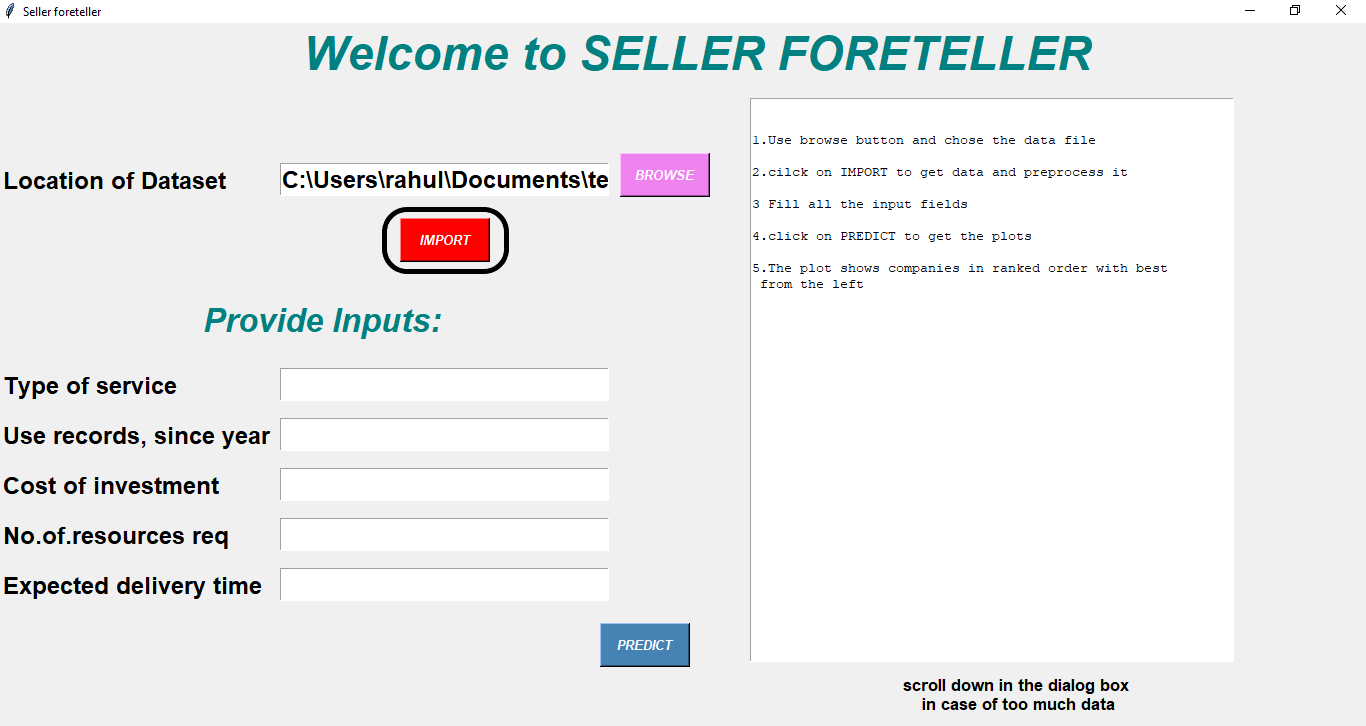 Seller foreteller
Welcome to SELLER FORETELLER
Location of Dataset
C:\Users\rahul\Documents\te
BROWSE
IMPORT
Provide Inputs:
Type of service
Use records, since year
Cost of investment
No.of.resources req
Expected delivery time
PREDICT
1.Use browse button and chose the data file
2.cilck on IMPORT to get data and preprocess it
3 Fill all the input fields
4.click on PREDICT to get the plots
5.The plot shows companies in ranked order with best
from the left
scroll down in the dialog box
in case of too much data